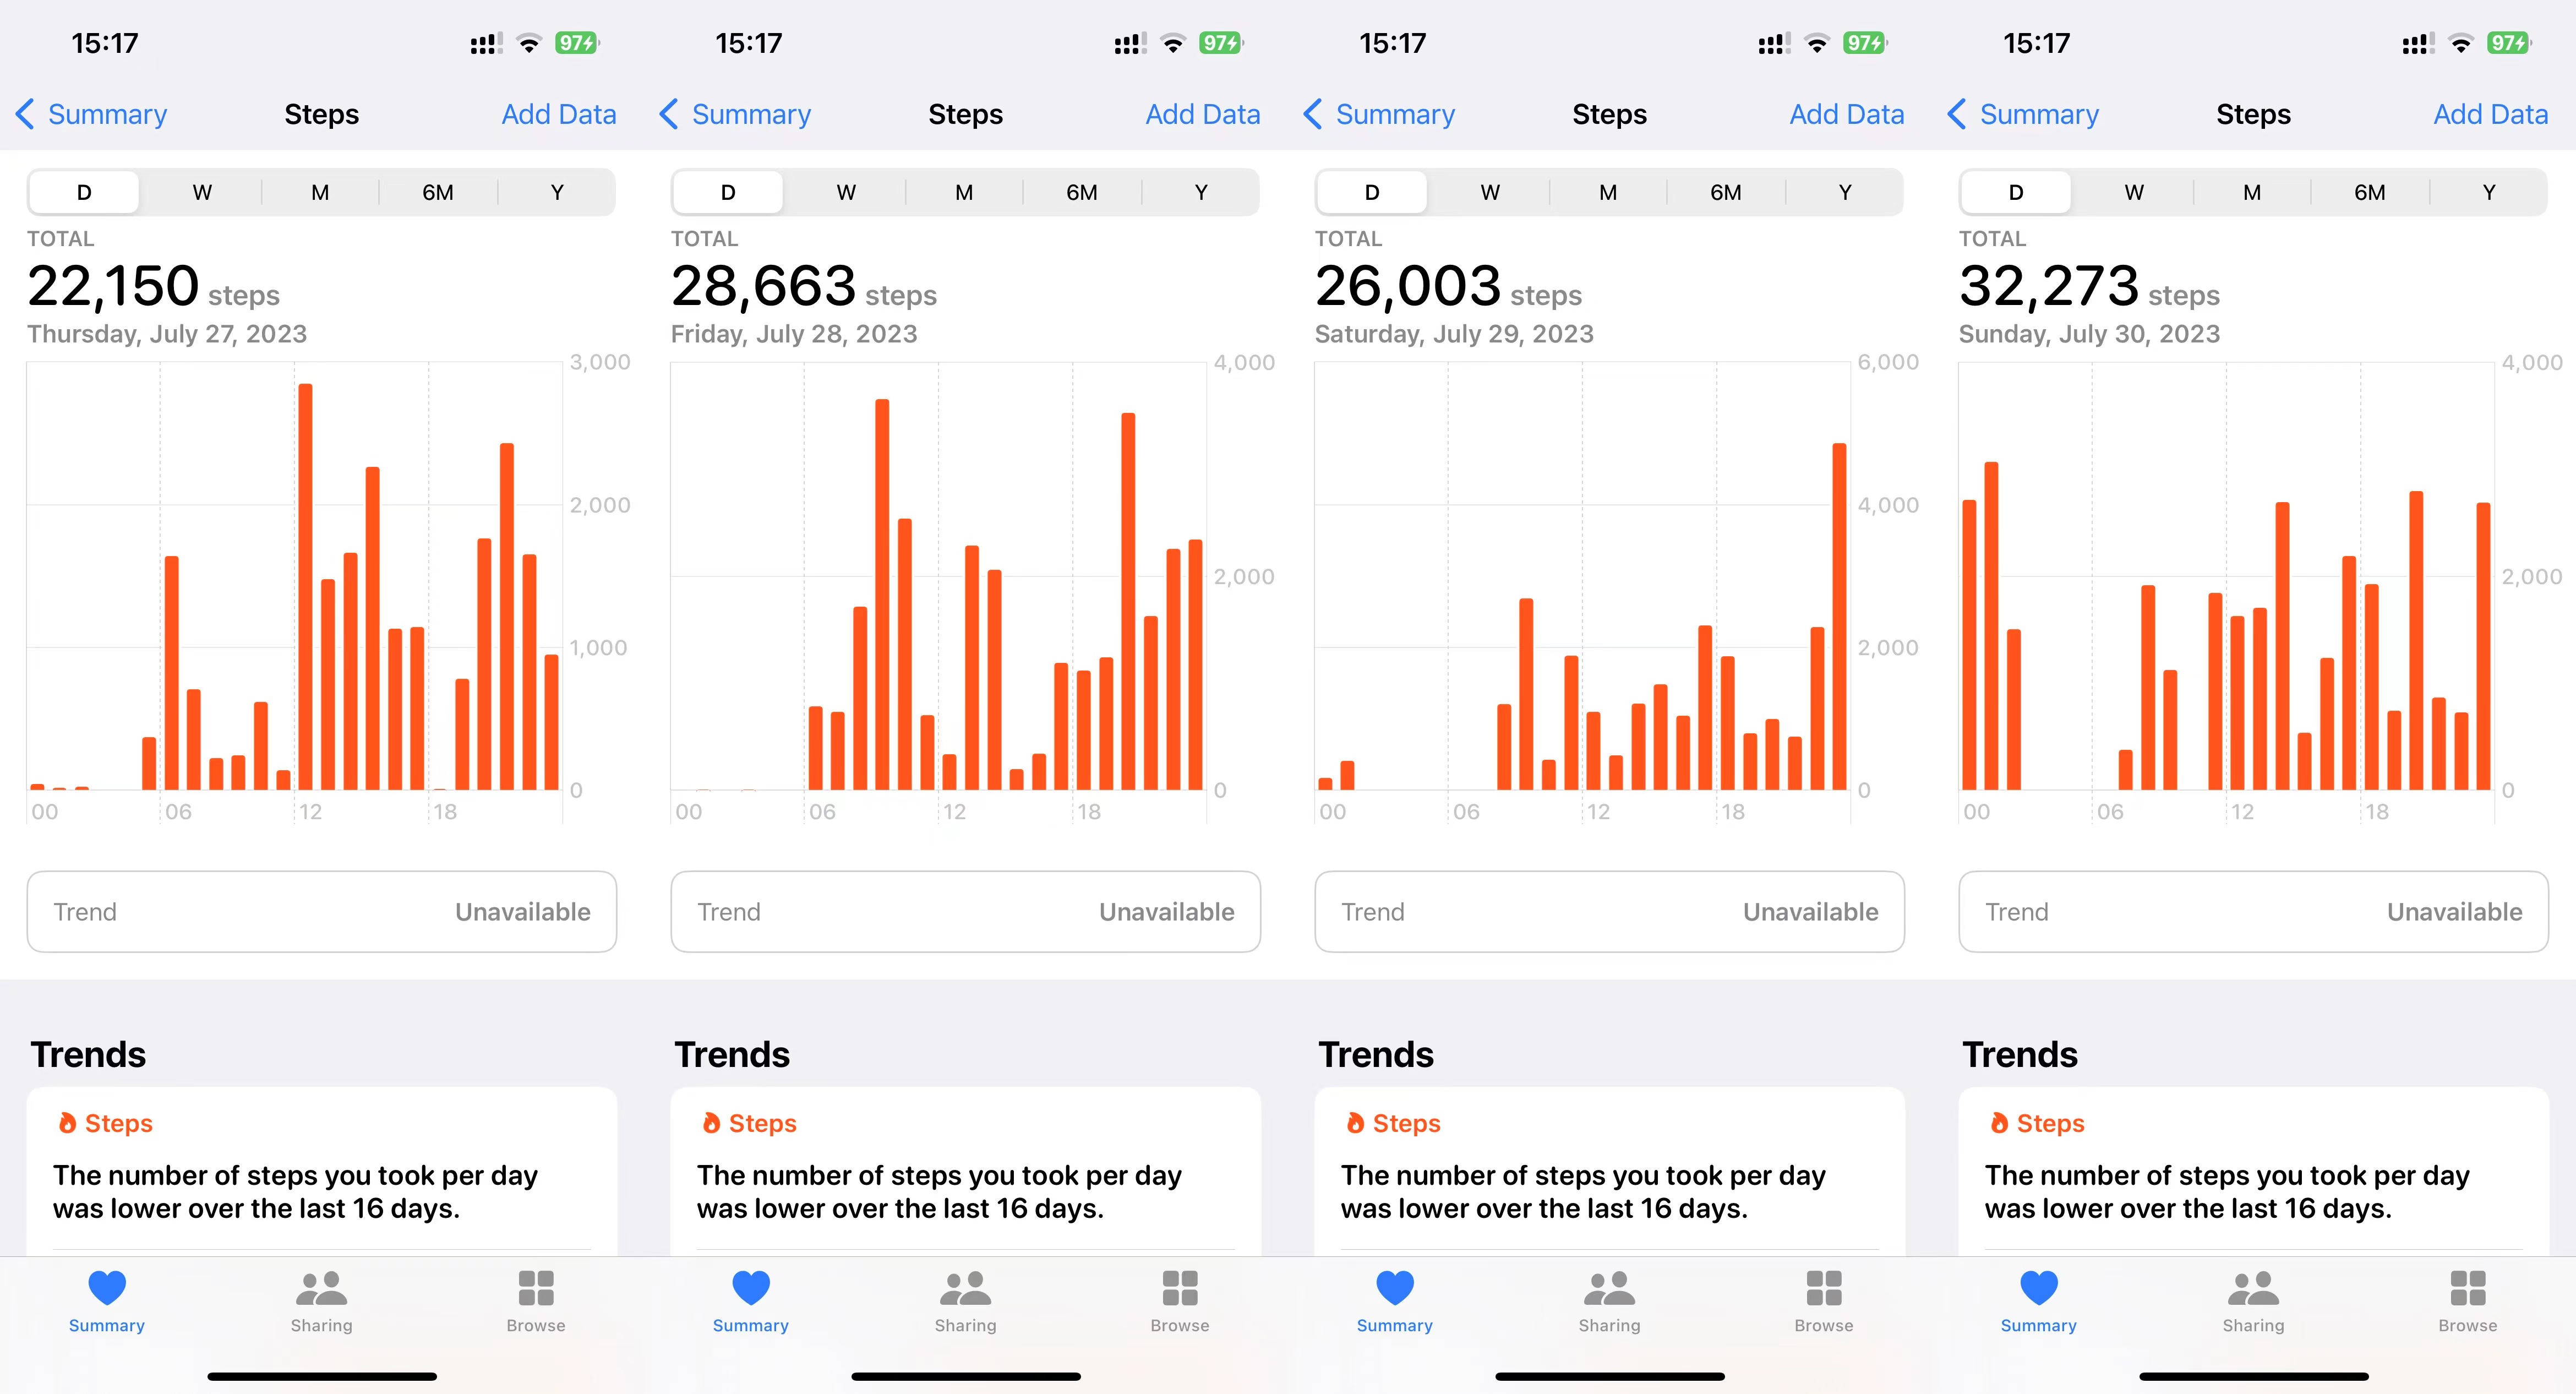 15:17
97
Summary Steps Add Data
D W M 6M Y
TOTAL
22,150 steps
Thursday, July 27, 2023
3,000
2,000
1,000
0
00 06 12 18
Trend Unavailable
Trends
Steps
The number of steps you took per day
was lower over the last 16 days.
Summary Sharing Browse
15:17
97
Summary Steps Add Data
D W M 6M Y
TOTAL
28,663 steps
Friday, July 28, 2023
4,000
2,000
0
00 06 12 18
Trend Unavailable
Trends
Steps
The number of steps you took per day
was lower over the last 16 days.
Summary Sharing Browse
15:17
97
Summary Steps Add Data
D W M 6M Y
TOTAL
26,003 steps
Saturday, July 29, 2023
6,000
4,000
2,000
0
00 06 12 18
Trend Unavailable
Trends
Steps
The number of steps you took per day
was lower over the last 16 days.
Summary Sharing Browse
15:17
97
Summary Steps Add Data
D W M 6M Y
TOTAL
32,273 steps
Sunday, July 30, 2023
4,000
2,000
0
00 06 12 18
Trend Unavailable
Trends
Steps
The number of steps you took per day
was lower over the last 16 days.
Summary Sharing Browse